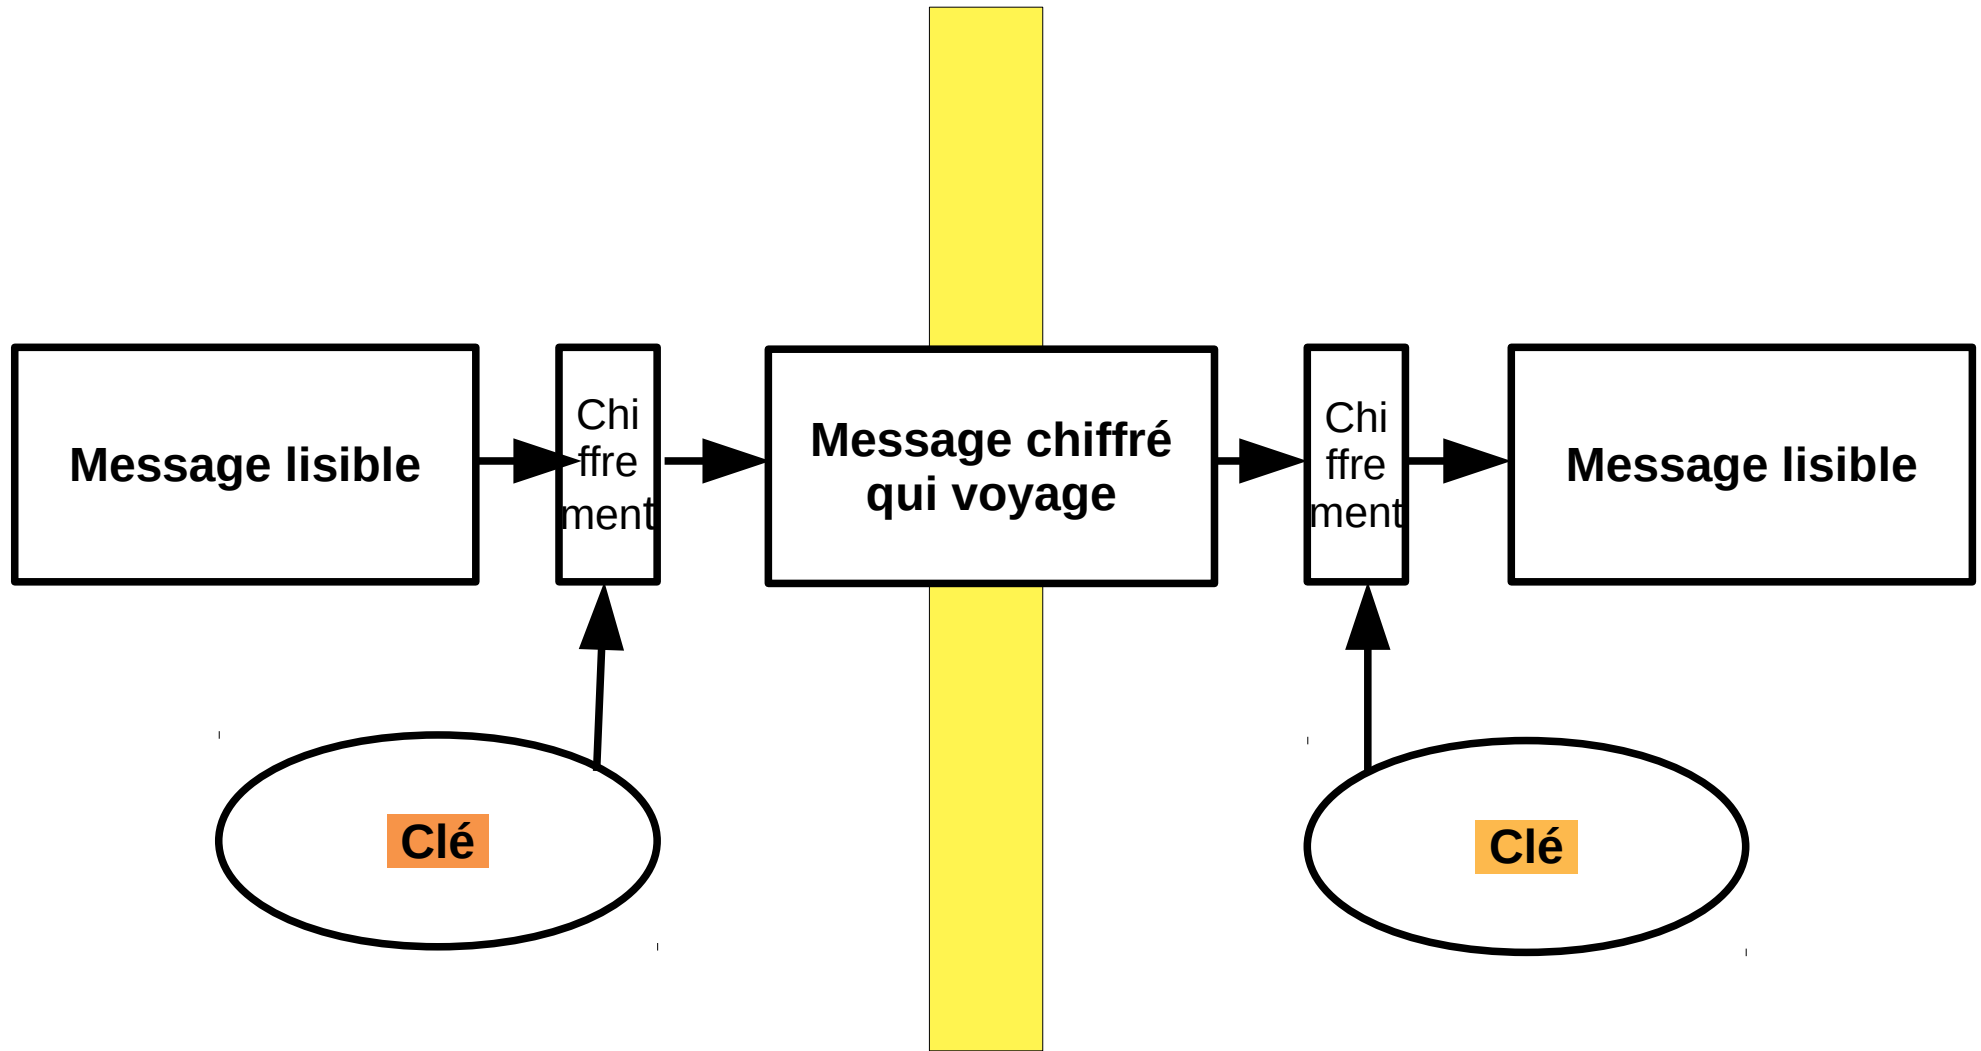 Message lisible
Chi
ffre
ment
Message chiffré
qui voyage
Chi
ffre
ment
Message lisible
Clé
Clé